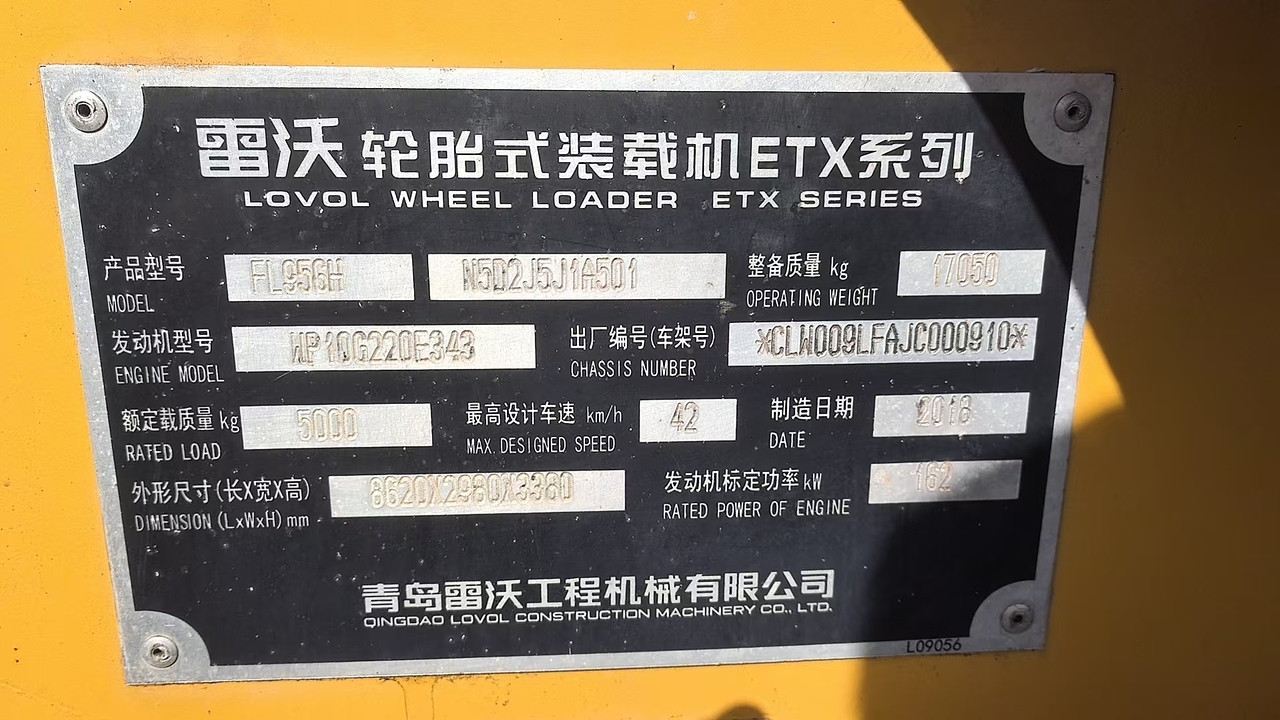 雷沃 轮胎式装载机ETX系列
LOVOL WHEEL LOADER ETX SERIES
产品型号 FL956H N5D2J5J1A501 整备质量 kg 17050
MODEL OPERATING WEIGHT
发动机型号 WP10G220E343 出厂编号(车架号) *CLW009LFAJC000910*
ENGINE MODEL CHASSIS NUMBER
额定载质量 kg 5000 最高设计车速 km/h 42 制造日期 2018
RATED LOAD MAX.DESIGNED SPEED DATE
外形尺寸(长X宽X高) 8620X2980X3380 发动机标定功率 kW 162
DIMENSION (LxWxH) mm RATED POWER OF ENGINE
青岛雷沃工程机械有限公司
QINGDAO LOVOL CONSTRUCTION MACHINERY CO., LTD.
L09056